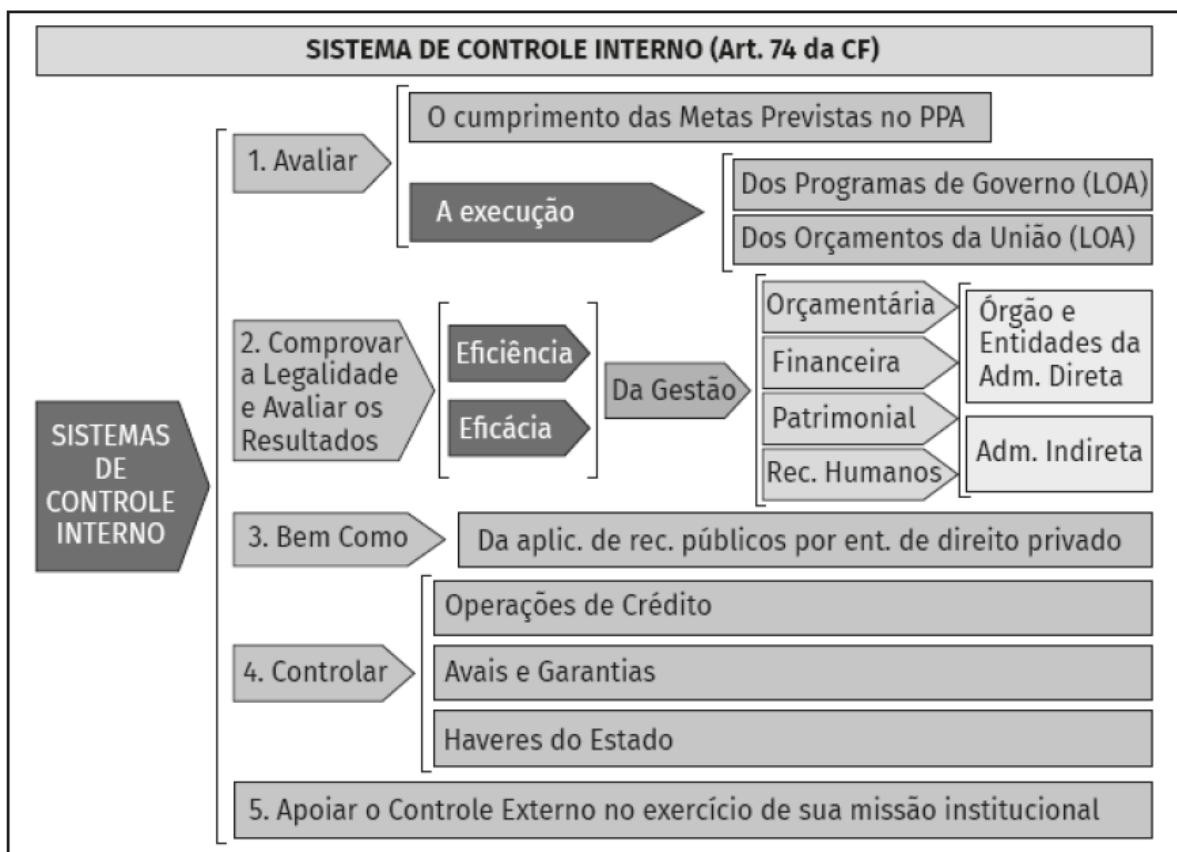 SISTEMA DE CONTROLE INTERNO (Art. 74 da CF)
SISTEMAS
DE
CONTROLE
INTERNO
1. Avaliar
O cumprimento das Metas Previstas no PPA
A execução
Dos Programas de Governo (LOA)
Dos Orçamentos da União (LOA)
2. Comprovar
a Legalidade
e Avaliar os
Resultados
Eficiência
Eficácia
Da Gestão
Orçamentária
Financeira
Patrimonial
Rec. Humanos
Órgão e
Entidades da
Adm. Direta
Adm. Indireta
3. Bem Como
Da aplic. de rec. públicos por ent. de direito privado
4. Controlar
Operações de Crédito
Avais e Garantias
Haveres do Estado
5. Apoiar o Controle Externo no exercício de sua missão institucional